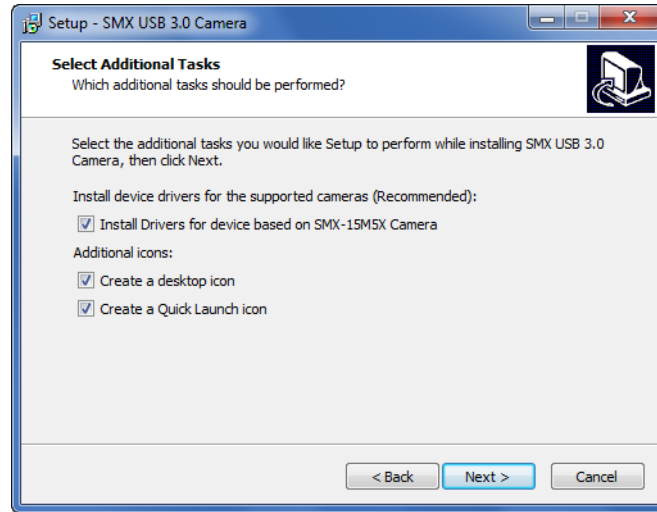 Setup - SMX USB 3.0 Camera
Select Additional Tasks
Which additional tasks should be performed?
Select the additional tasks you would like Setup to perform while installing SMX USB 3.0
Camera, then click Next.
Install device drivers for the supported cameras (Recommended):
Install Drivers for device based on SMX-15M5X Camera
Additional icons:
Create a desktop icon
Create a Quick Launch icon
< Back Next > Cancel